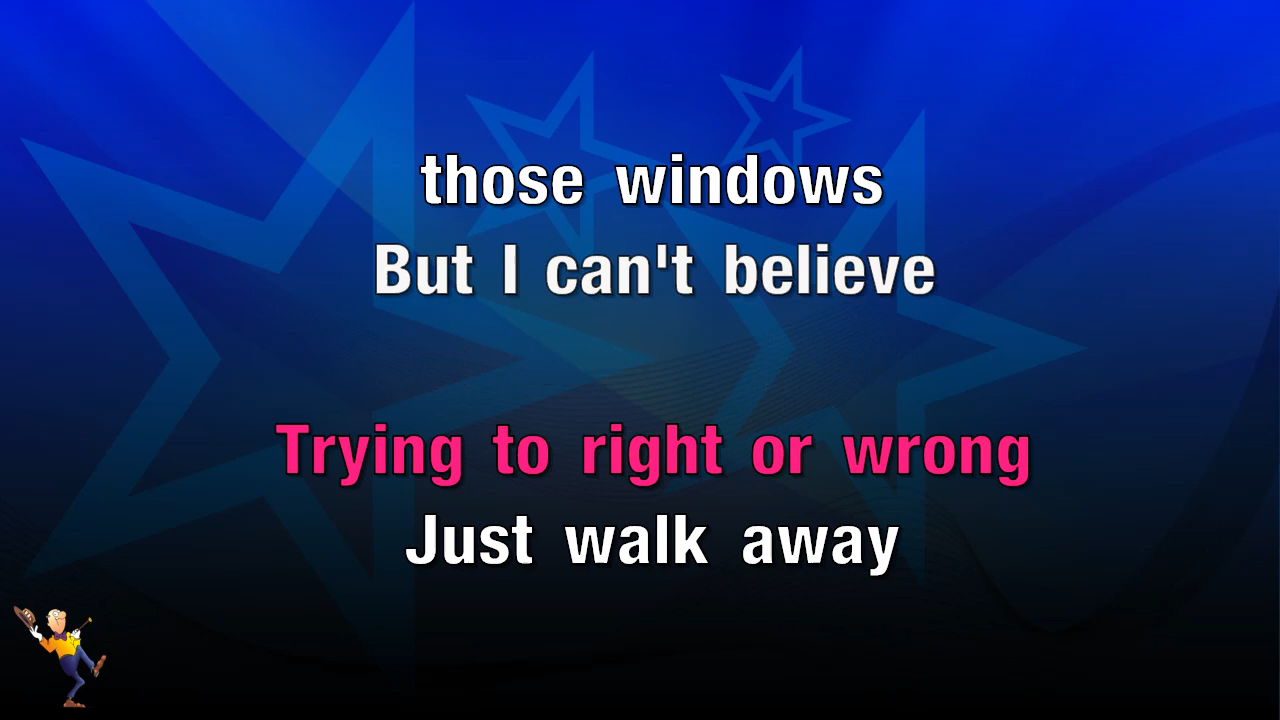 those windows
But I can't believe
Trying to right or wrong
Just walk away